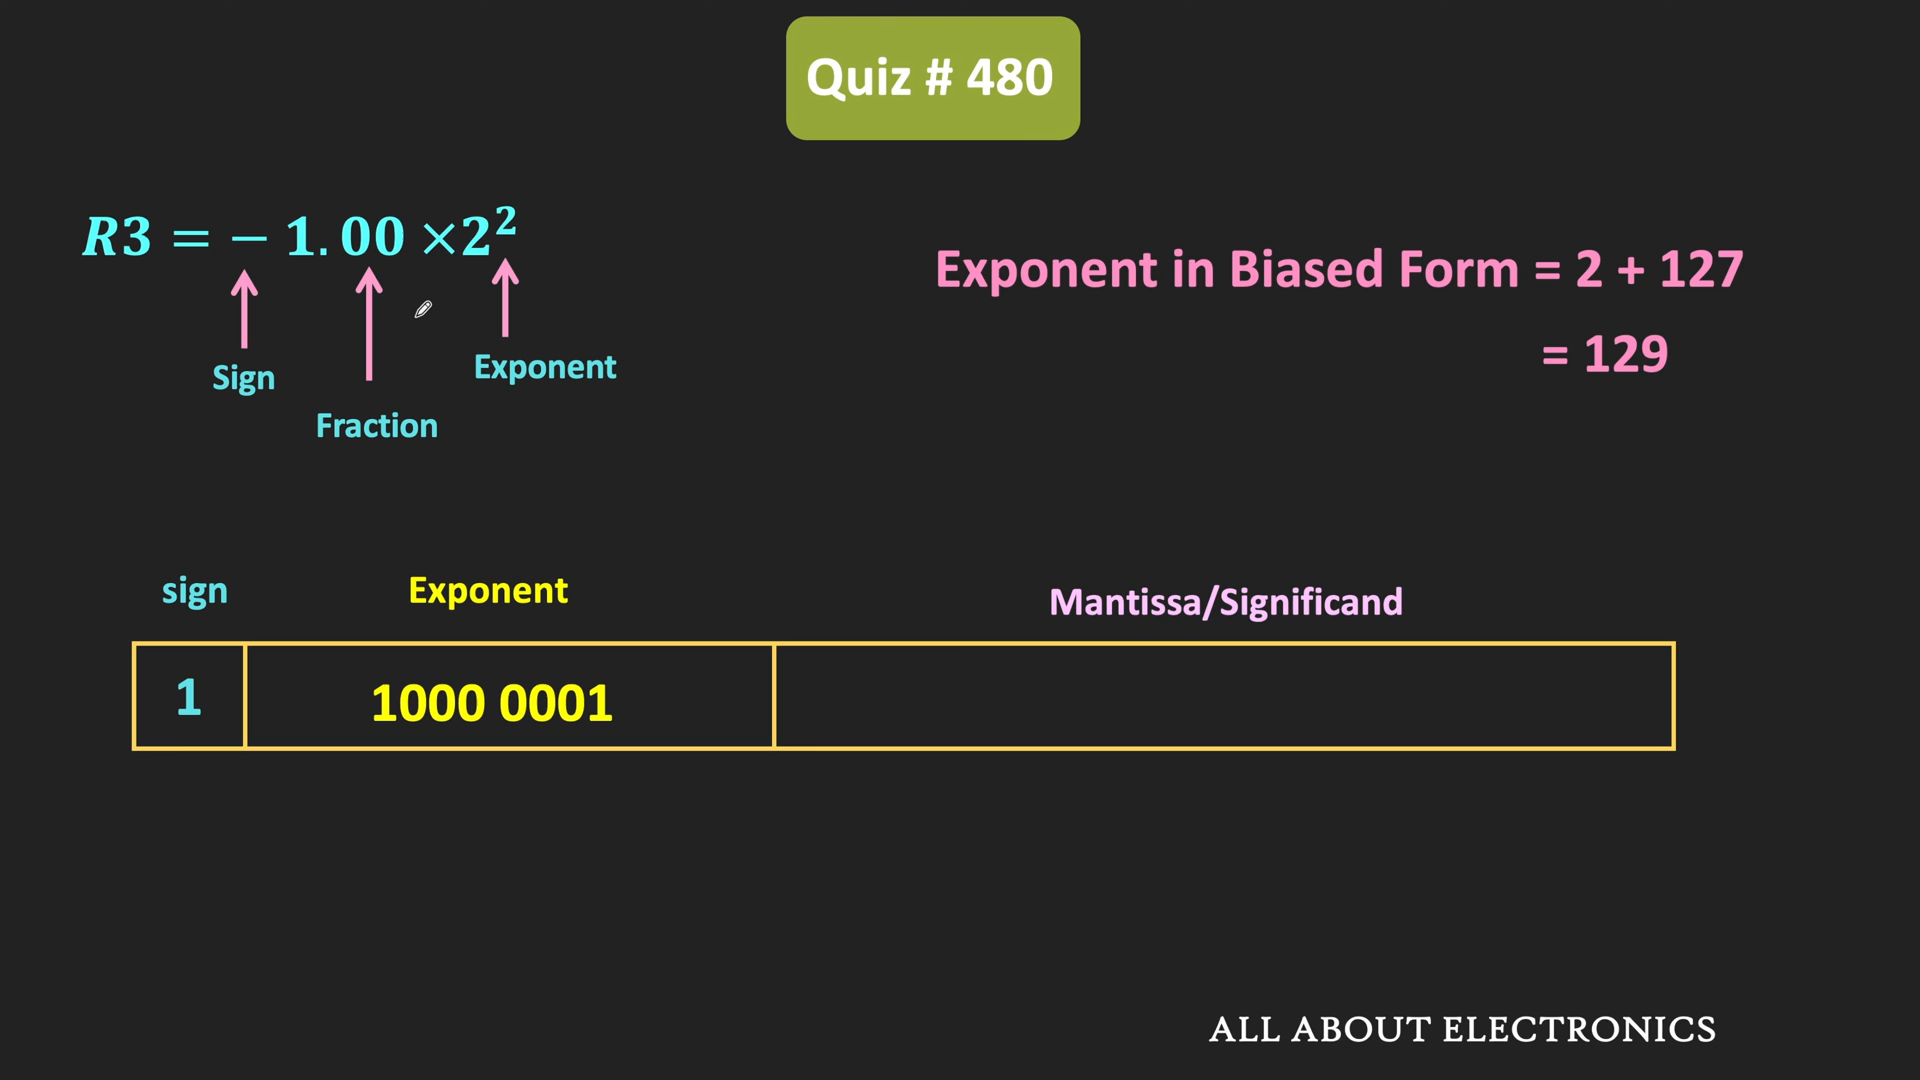 Quiz # 480
R3 = − 1.00 ×2²
Exponent in Biased Form = 2 + 127
= 129
Sign
Exponent
Fraction
sign
Exponent
Mantissa/Significand
1
1000 0001
ALL ABOUT ELECTRONICS